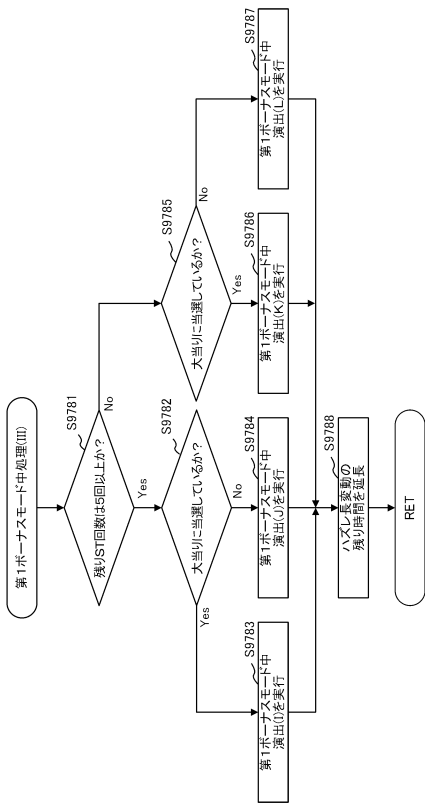 第1ボーナスモード中処理(III)
S9781
残りST回数は5回以上か?
Yes
No
S9782
大当りに当選しているか?
Yes
No
S9785
大当りに当選しているか?
Yes
No
S9783
第1ボーナスモード中
演出(I)を実行
S9784
第1ボーナスモード中
演出(J)を実行
S9786
第1ボーナスモード中
演出(K)を実行
S9787
第1ボーナスモード中
演出(L)を実行
S9788
ハズレ長変動の
残り時間を延長
RET